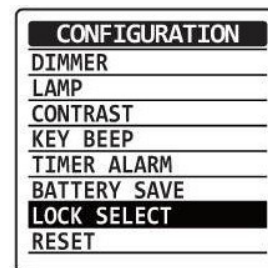 CONFIGURATION
DIMMER
LAMP
CONTRAST
KEY BEEP
TIMER ALARM
BATTERY SAVE
LOCK SELECT
RESET